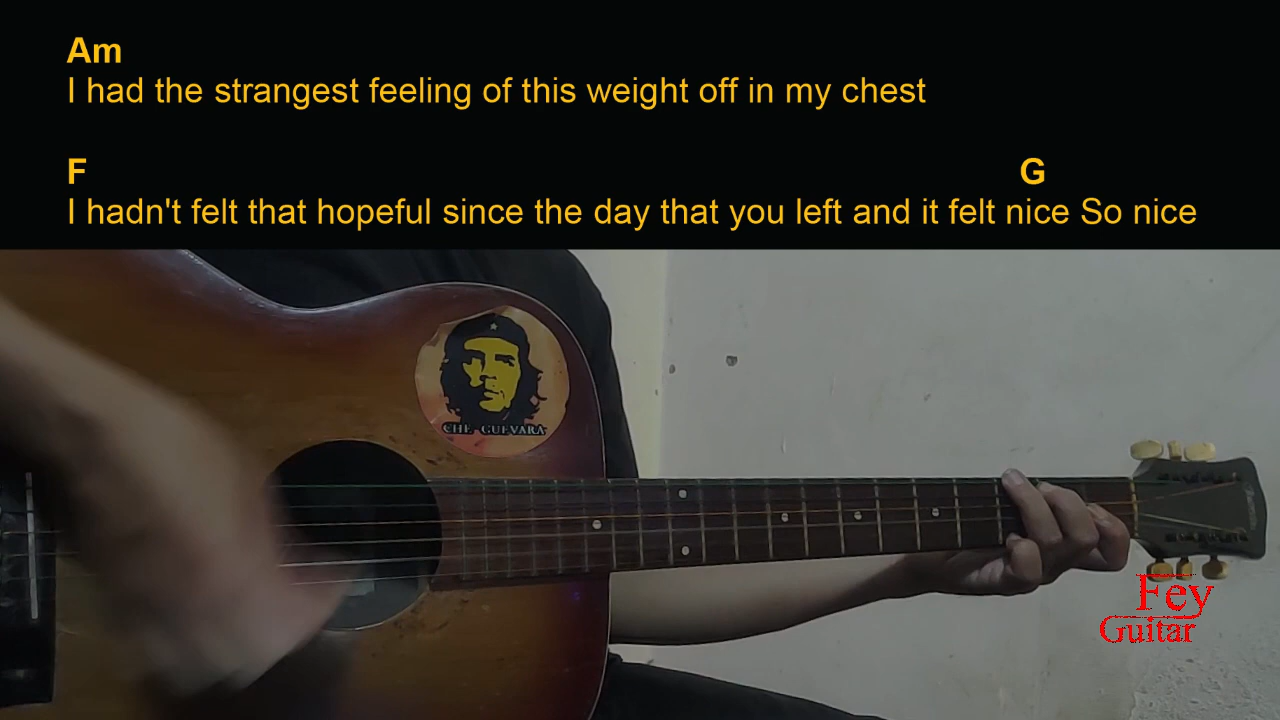 Am
I had the strangest feeling of this weight off in my chest
F G
I hadn't felt that hopeful since the day that you left and it felt nice So nice
CHE GUEVARA
Fey
Guitar